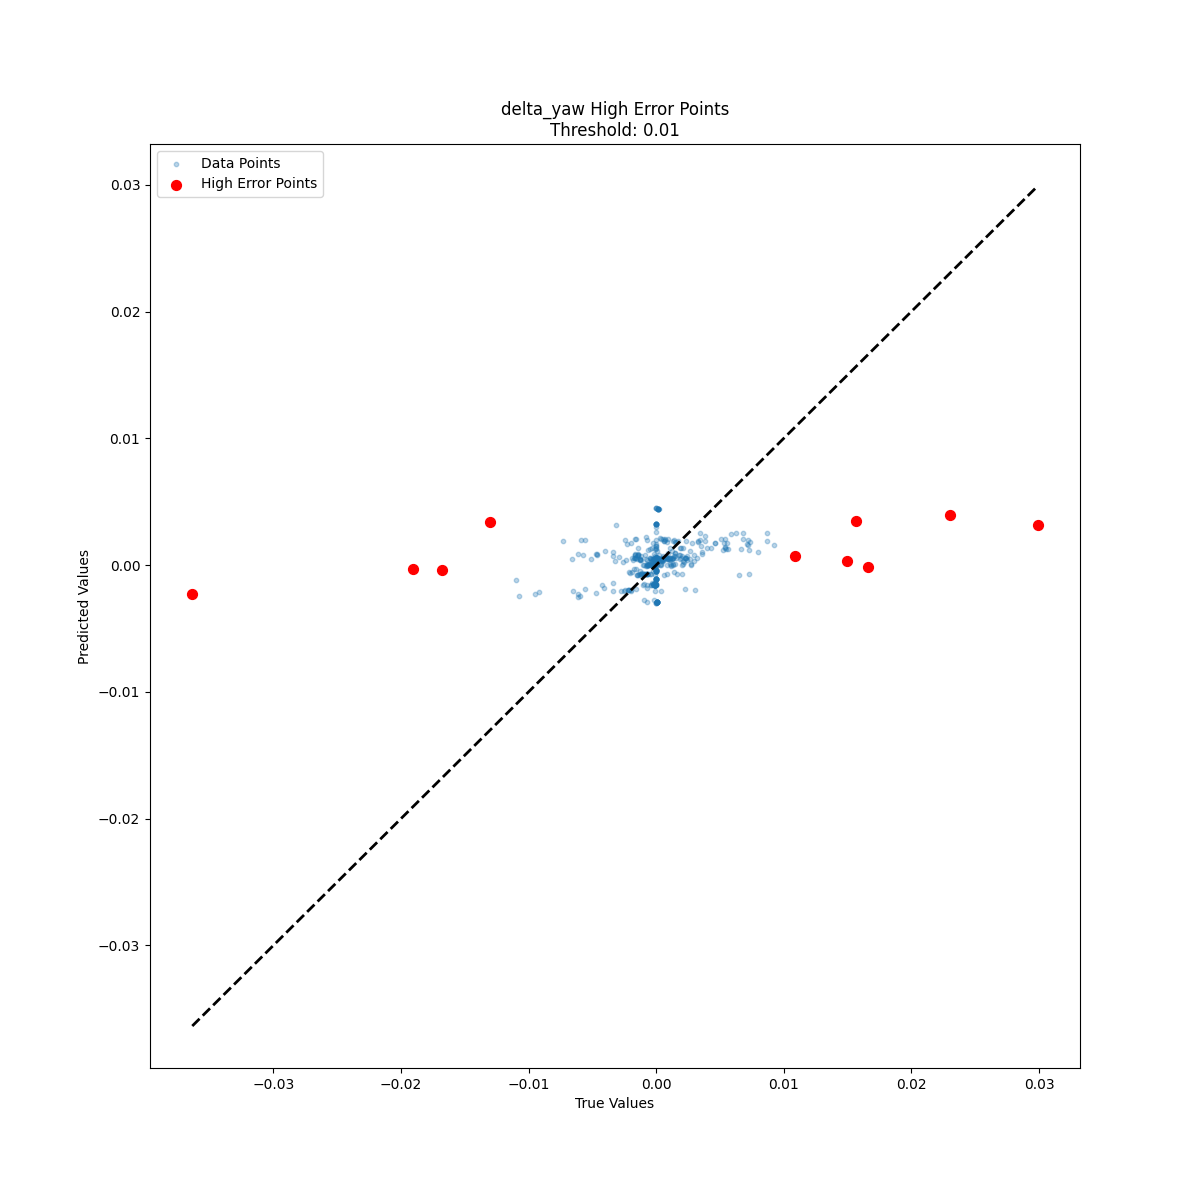 delta_yaw High Error Points
Threshold: 0.01
Data Points
High Error Points
0.03
0.02
0.01
0.00
−0.01
−0.02
−0.03
Predicted Values
−0.03
−0.02
−0.01
0.00
0.01
0.02
0.03
True Values